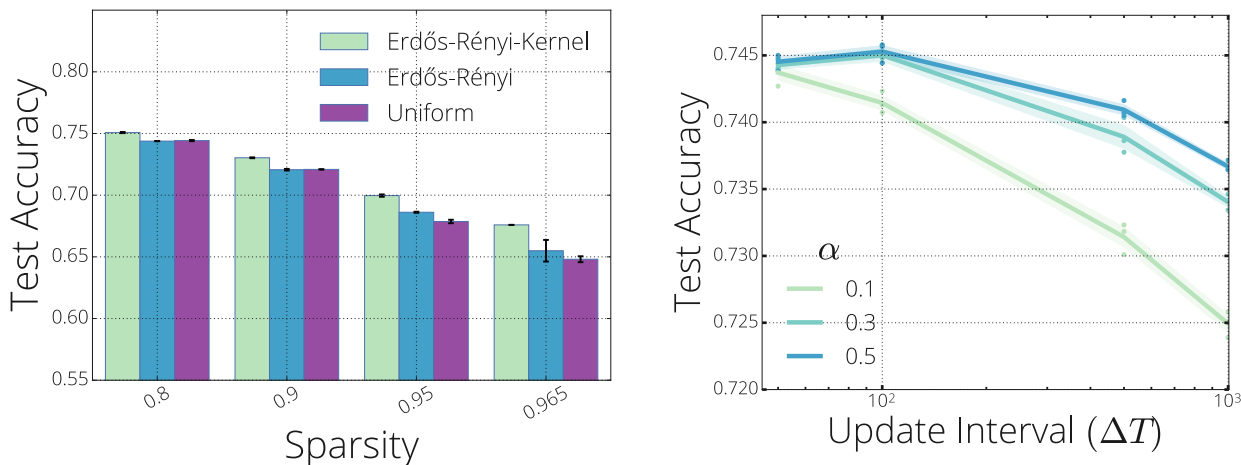 Test Accuracy
0.80
0.75
0.70
0.65
0.60
0.55
Erdős-Rényi-Kernel
Erdős-Rényi
Uniform
0.8
0.9
0.95
0.965
Sparsity
Test Accuracy
0.745
0.740
0.735
0.730
0.725
0.720
α
0.1
0.3
0.5
10²
10³
Update Interval (ΔT)